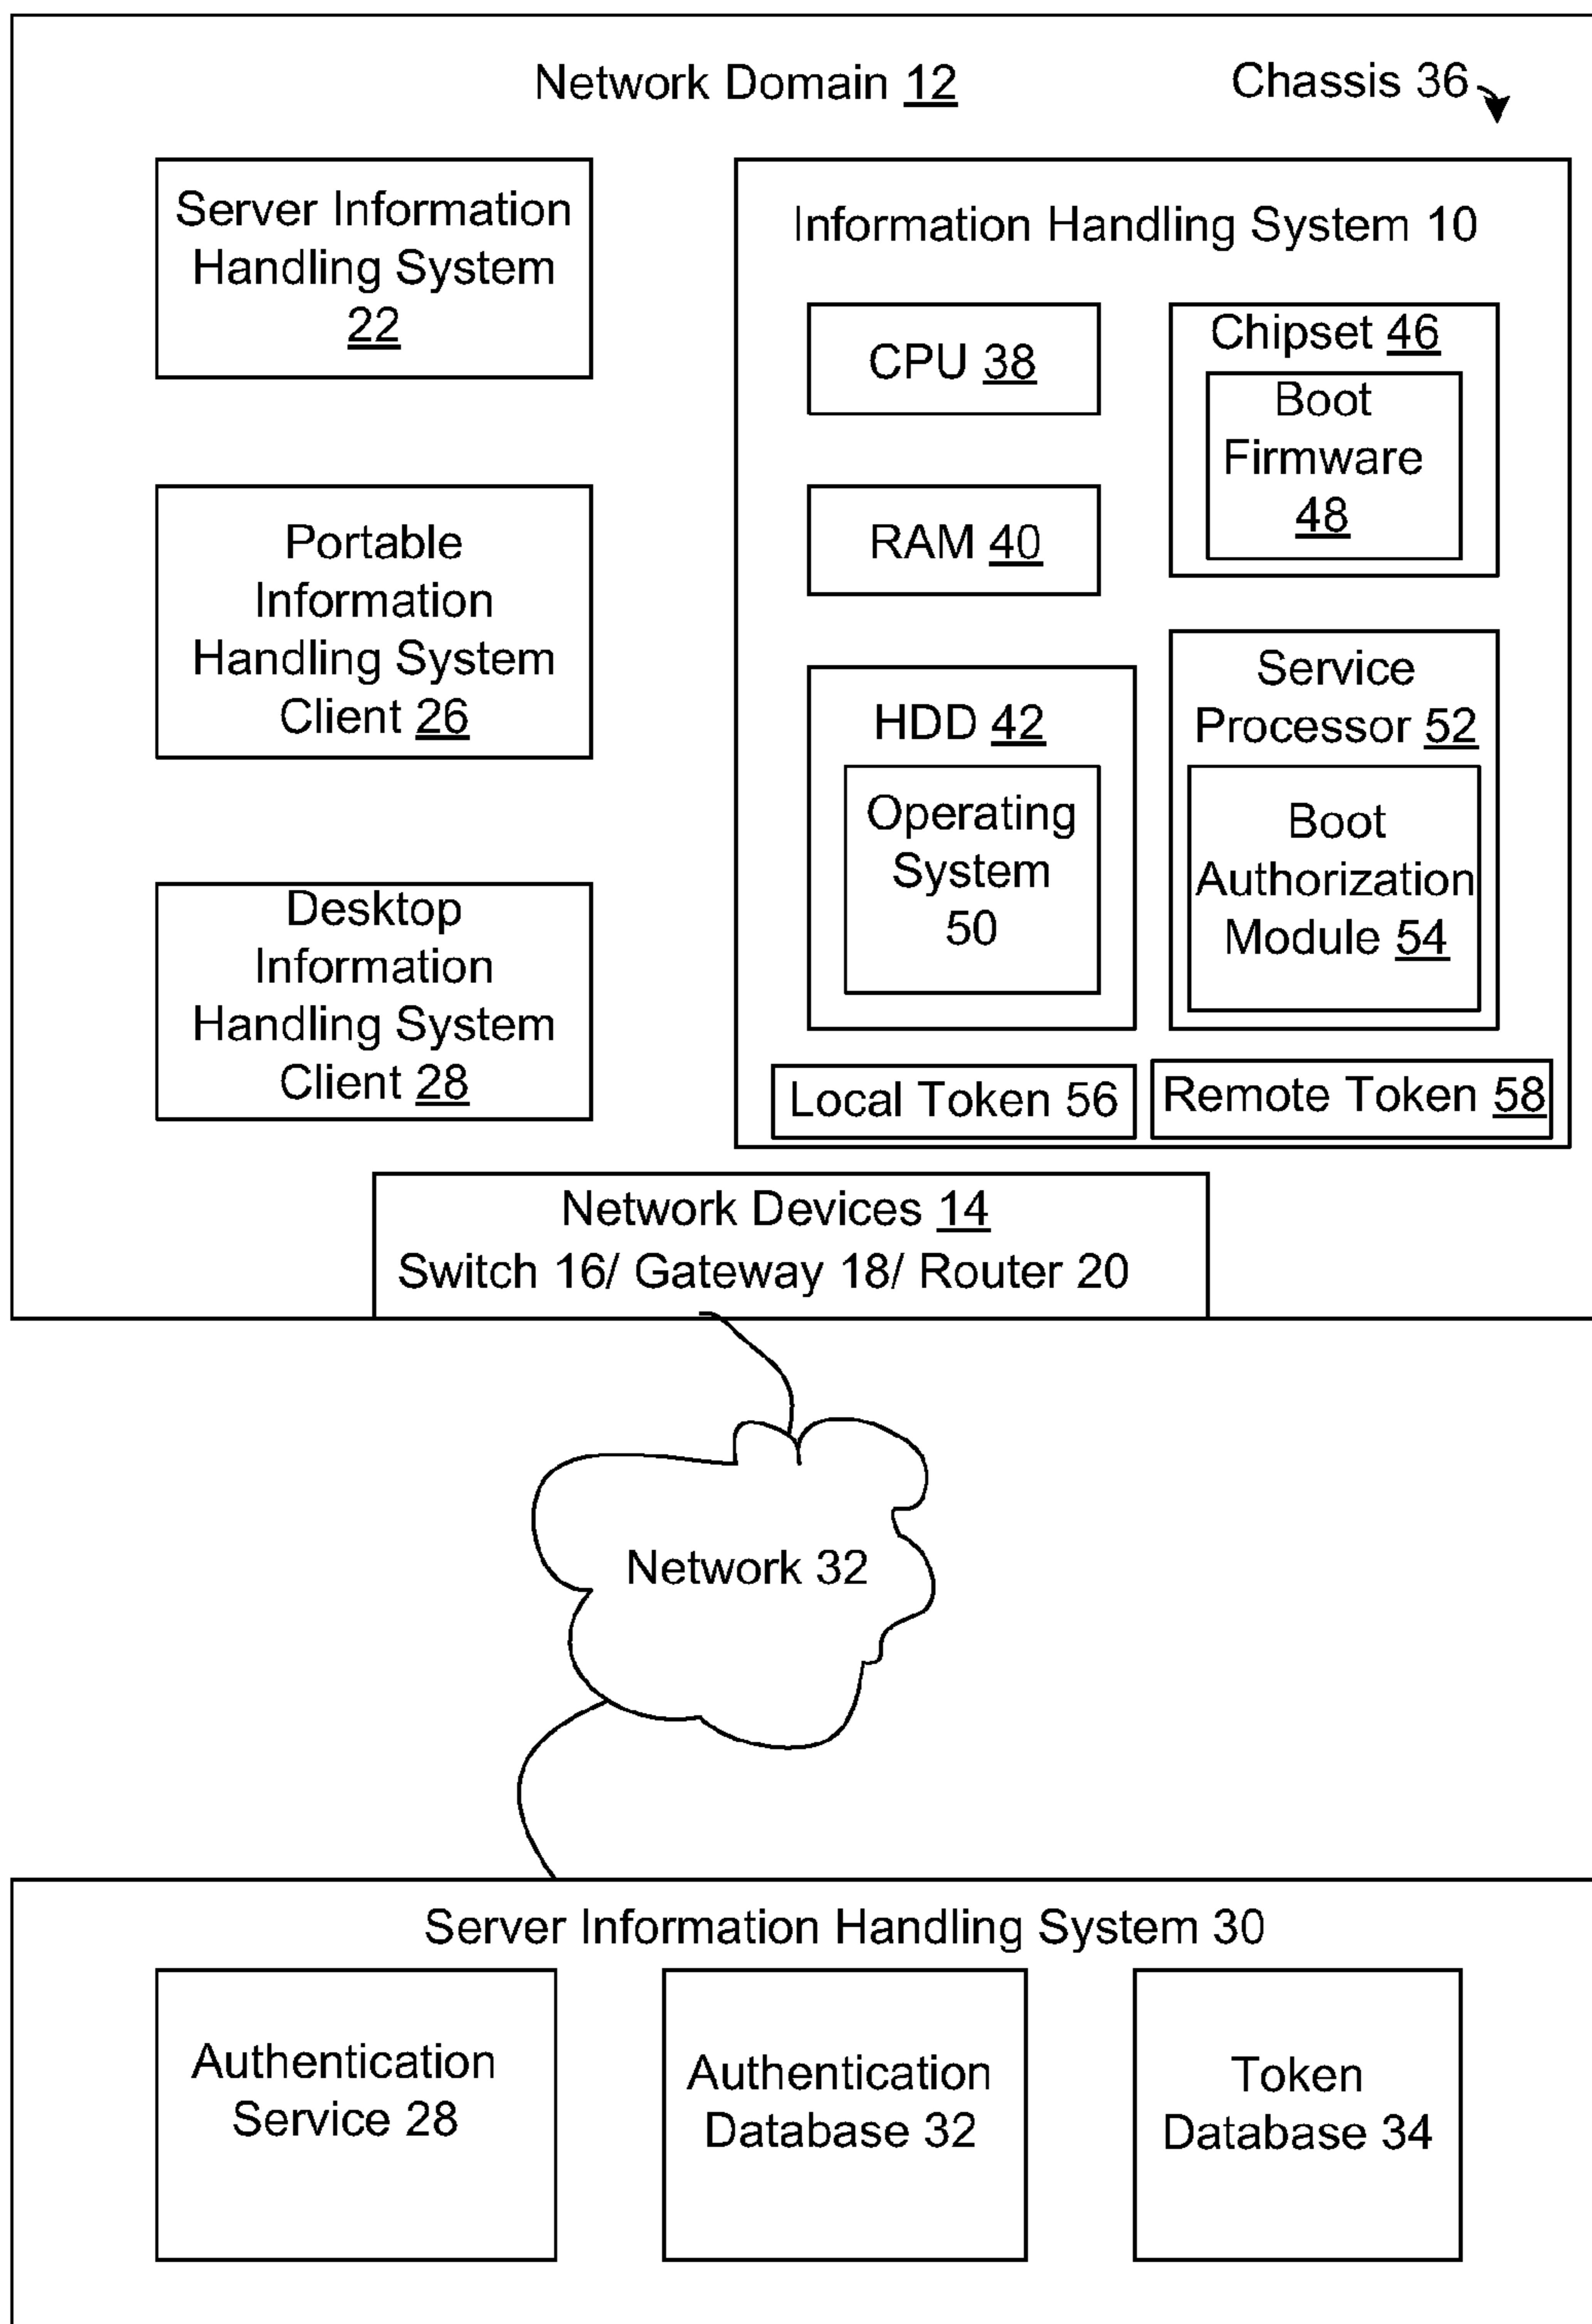 Network Domain 12
Chassis 36
Server Information
Handling System
22
Portable
Information
Handling System
Client 26
Desktop
Information
Handling System
Client 28
Information Handling System 10
CPU 38
RAM 40
HDD 42
Operating
System
50
Chipset 46
Boot
Firmware
48
Service
Processor 52
Boot
Authorization
Module 54
Local Token 56
Remote Token 58
Network Devices 14
Switch 16/ Gateway 18/ Router 20
Network 32
Server Information Handling System 30
Authentication
Service 28
Authentication
Database 32
Token
Database 34